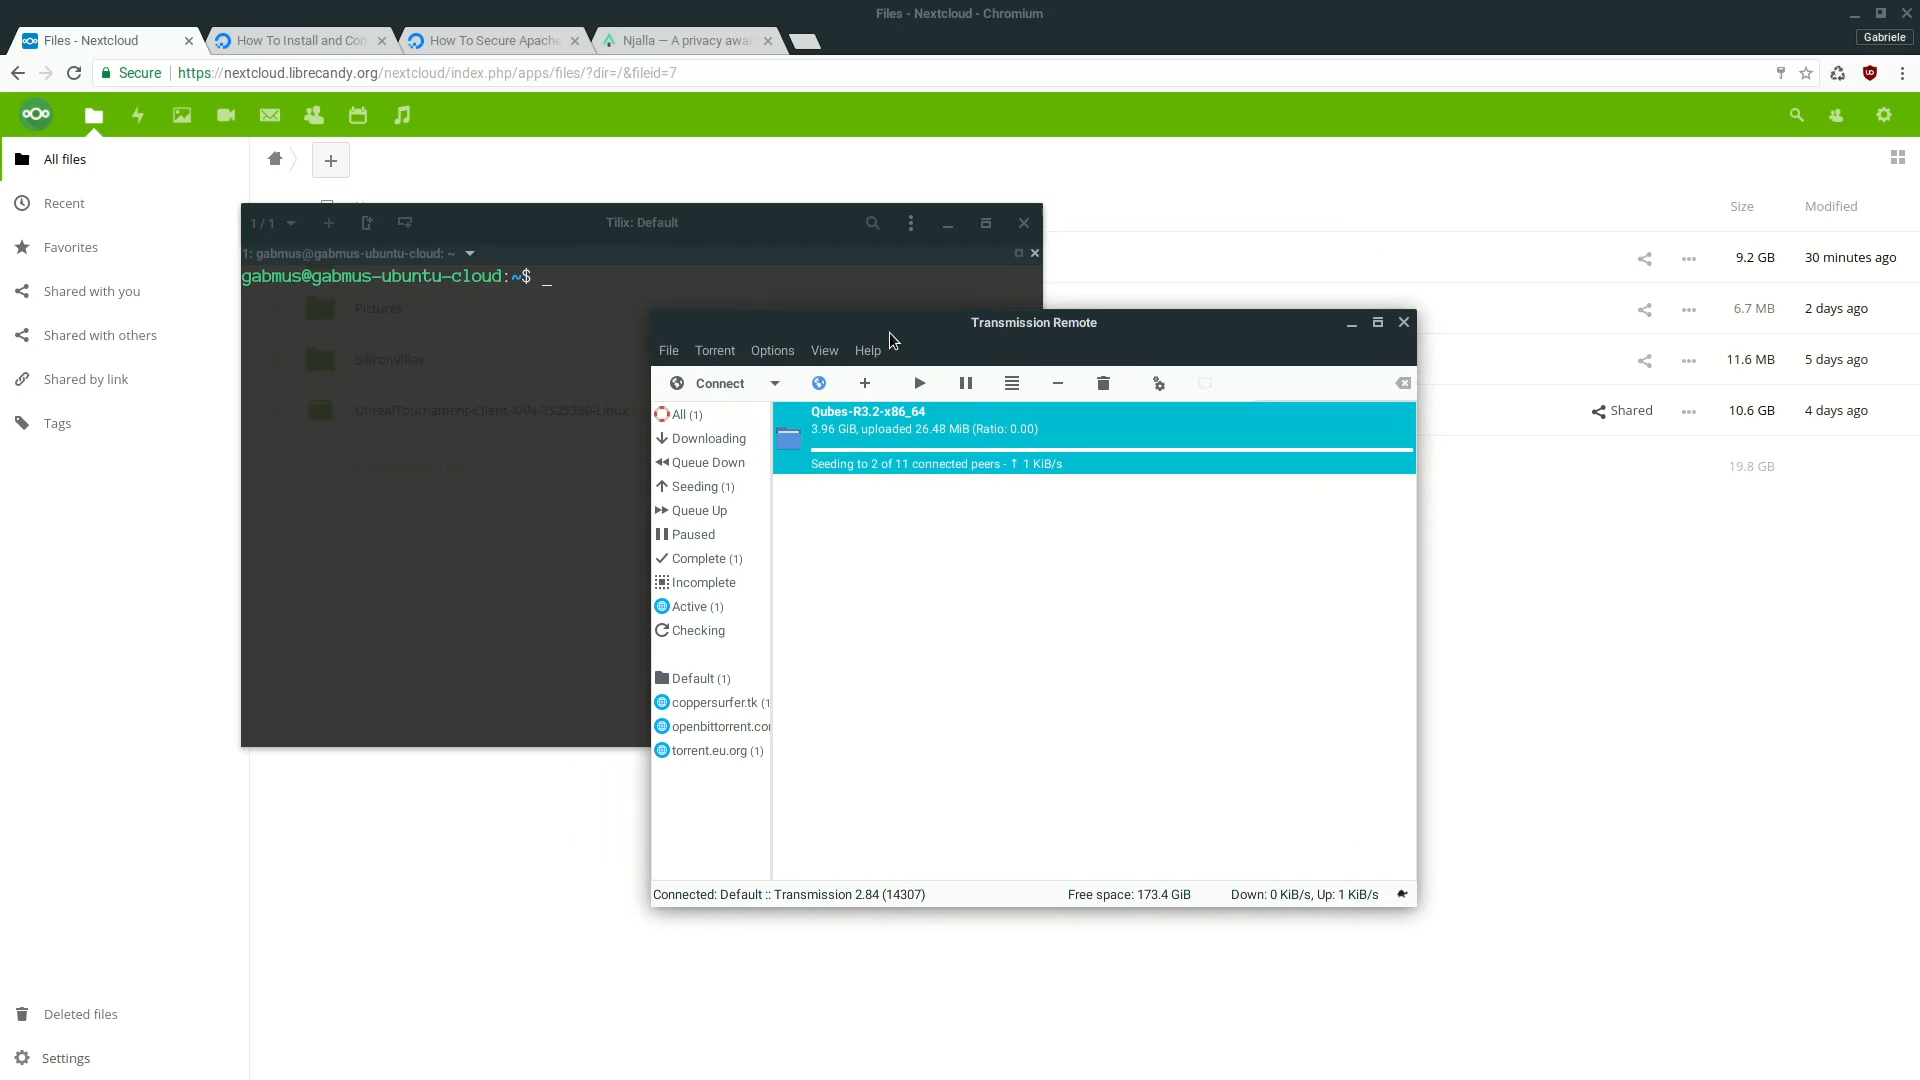 Files - Nextcloud - Chromium
Files - Nextcloud
How To Install and Con
How To Secure Apache
Njalla — A privacy awar
Gabriele
Secure
https://nextcloud.librecandy.org/nextcloud/index.php/apps/files/?dir=/&fileid=7
All files
Recent
Favorites
Shared with you
Shared with others
Shared by link
Tags
Deleted files
Settings
Size
Modified
9.2 GB
30 minutes ago
6.7 MB
2 days ago
11.6 MB
5 days ago
Shared
10.6 GB
4 days ago
19.8 GB
1 / 1
Tilix: Default
1: gabmus@gabmus-ubuntu-cloud: ~
gabmus@gabmus-ubuntu-cloud:~$ _
Pictures
SiliconVillas
UnrealTournament-Client-XAN-3525360-Linux
Transmission Remote
File
Torrent
Options
View
Help
Connect
All (1)
Downloading
Queue Down
Seeding (1)
Queue Up
Paused
Complete (1)
Incomplete
Active (1)
Checking
Default (1)
coppersurfer.tk (1
openbittorrent.co
torrent.eu.org (1)
Qubes-R3.2-x86_64
3.96 GiB, uploaded 26.48 MiB (Ratio: 0.00)
Seeding to 2 of 11 connected peers - ↑ 1 KiB/s
Connected: Default :: Transmission 2.84 (14307)
Free space: 173.4 GiB
Down: 0 KiB/s, Up: 1 KiB/s